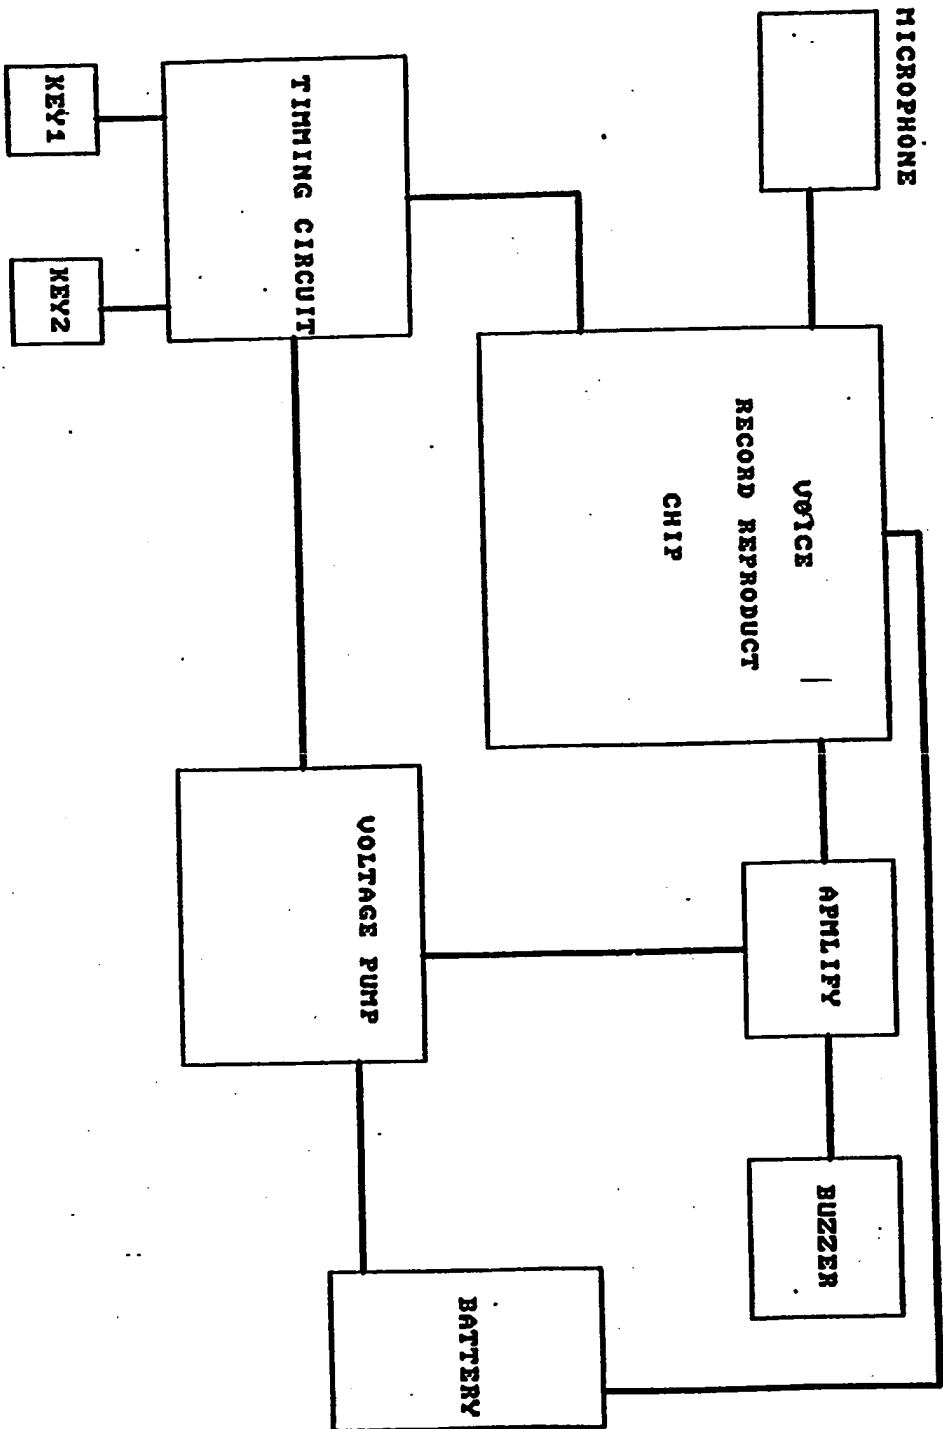 MICROPHONE
VOICE
RECORD REPRODUCT
CHIP
APMLIFY
BUZZER
BATTERY
TIMMING CIRCUIT
VOLTAGE PUMP
KEY1
KEY2